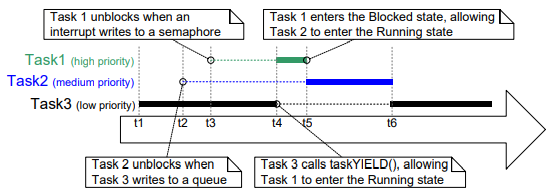 Task 1 unblocks when an
interrupt writes to a semaphore
Task 1 enters the Blocked state, allowing
Task 2 to enter the Running state
Task1 (high priority)
Task2 (medium priority)
Task3 (low priority)
t1 t2 t3 t4 t5 t6
Task 2 unblocks when
Task 3 writes to a queue
Task 3 calls taskYIELD(), allowing
Task 1 to enter the Running state